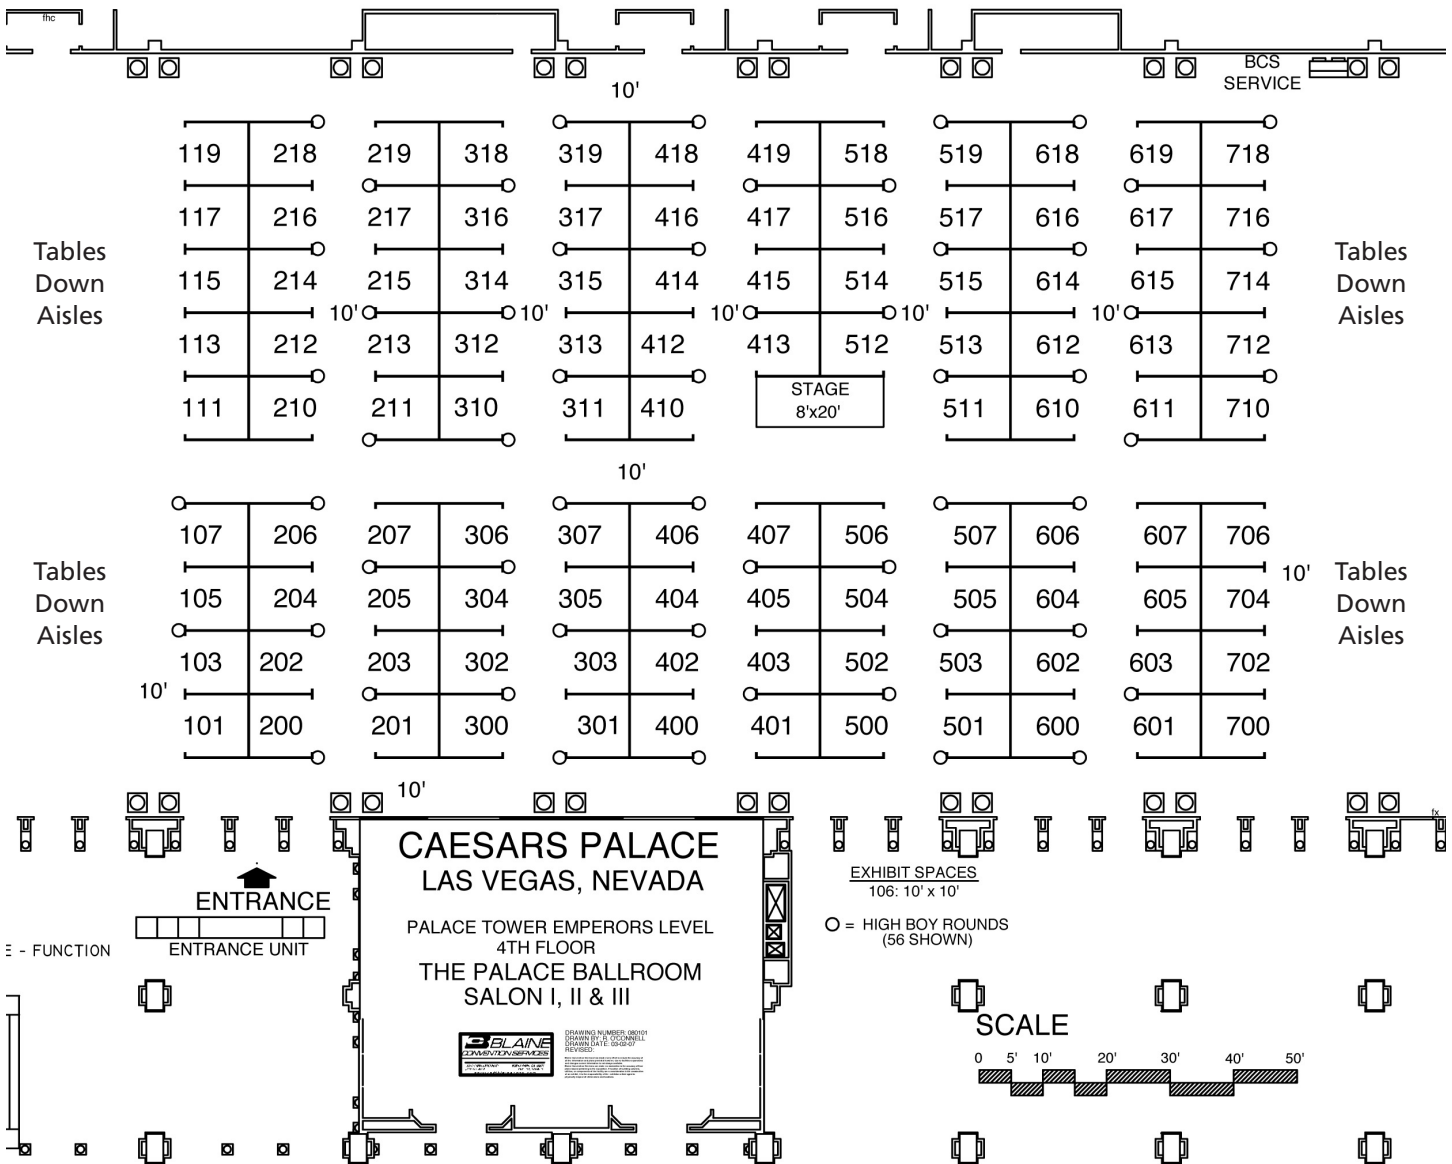 fhc
BCS
SERVICE
10'
119 218 219 318 319 418 419 518 519 618 619 718
117 216 217 316 317 416 417 516 517 616 617 716
Tables
Down
Aisles
Tables
Down
Aisles
115 214 215 314 315 414 415 514 515 614 615 714
10' 10' 10' 10' 10'
113 212 213 312 313 412 413 512 513 612 613 712
STAGE
8'x20'
111 210 211 310 311 410 511 610 611 710
10'
107 206 207 306 307 406 407 506 507 606 607 706
10'
Tables
Down
Aisles
Tables
Down
Aisles
105 204 205 304 305 404 405 504 505 604 605 704
103 202 203 302 303 402 403 502 503 602 603 702
10'
101 200 201 300 301 400 401 500 501 600 601 700
10'
fx
CAESARS PALACE
LAS VEGAS, NEVADA
PALACE TOWER EMPERORS LEVEL
4TH FLOOR
THE PALACE BALLROOM
SALON I, II & III
ENTRANCE
ENTRANCE UNIT
E - FUNCTION
EXHIBIT SPACES
106: 10' x 10'
= HIGH BOY ROUNDS
(56 SHOWN)
BLAINE
CONVENTION SERVICES
DRAWING NUMBER: 080101
DRAWN BY: R. O'CONNELL
DRAWN DATE: 03-02-07
REVISED:
SCALE
0 5' 10' 20' 30' 40' 50'